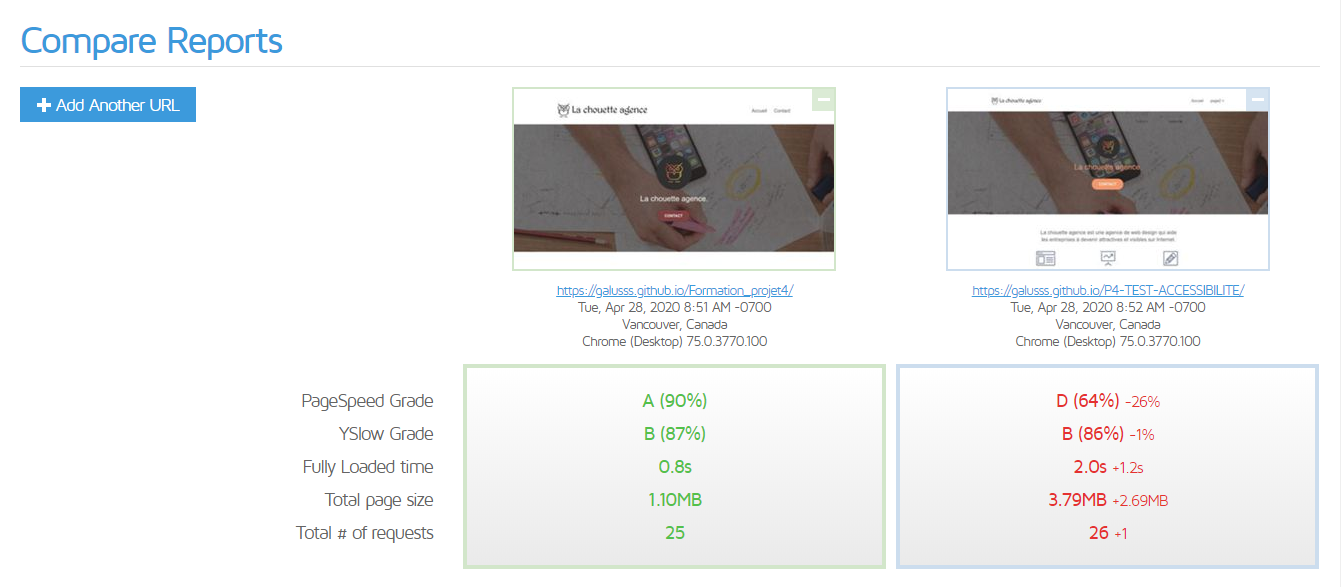 Compare Reports
Add Another URL
La chouette agence
Accueil Contact
La chouette agence.
CONTACT
La chouette agence
Accueil page2
La chouette agence.
CONTACT
La chouette agence est une agence de web design qui aide
les entreprises à devenir attractives et visibles sur Internet.
https://galusss.github.io/Formation_projet4/
Tue, Apr 28, 2020 8:51 AM -0700
Vancouver, Canada
Chrome (Desktop) 75.0.3770.100
https://galusss.github.io/P4-TEST-ACCESSIBILITE/
Tue, Apr 28, 2020 8:52 AM -0700
Vancouver, Canada
Chrome (Desktop) 75.0.3770.100
PageSpeed Grade A (90%) D (64%) -26%
YSlow Grade B (87%) B (86%) -1%
Fully Loaded time 0.8s 2.0s +1.2s
Total page size 1.10MB 3.79MB +2.69MB
Total # of requests 25 26 +1